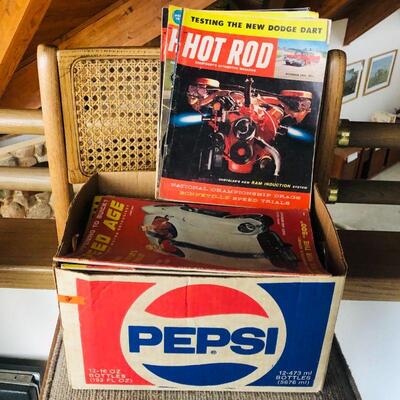 TESTING THE NEW DODGE DART
HOT ROD
CHRYSLER'S NEW RAM INDUCTION SYSTEM
NATIONAL CHAMPIONSHIP DRAGS
BONNEVILLE SPEED TRIALS
ED AGE
PEPSI
12-16 OZ
BOTTLES
(192 FL OZ)
12-473 ml
BOTTLES
(5676 ml)